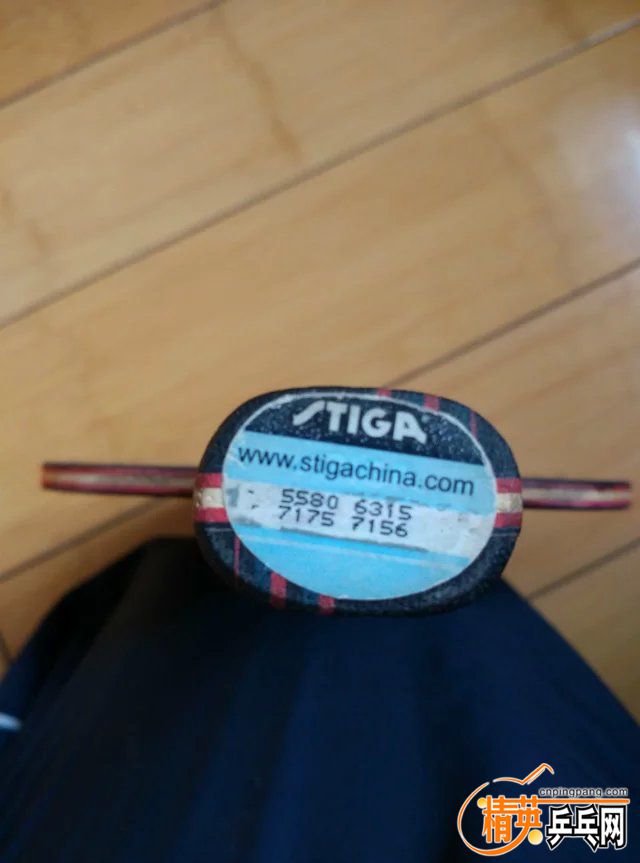 STIGA
www.stigachina.com
5580 6315
7175 7156
cnpingpang.com
精英乒乓网